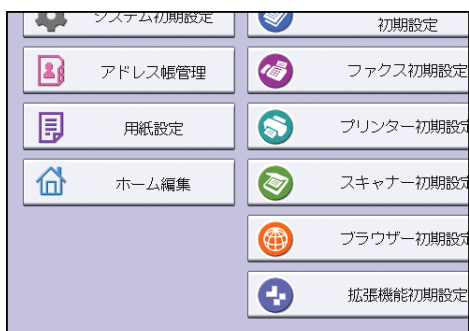 システム初期設定
初期設定
アドレス帳管理
ファクス初期設定
用紙設定
プリンター初期設定
ホーム編集
スキャナー初期設定
ブラウザー初期設定
拡張機能初期設定